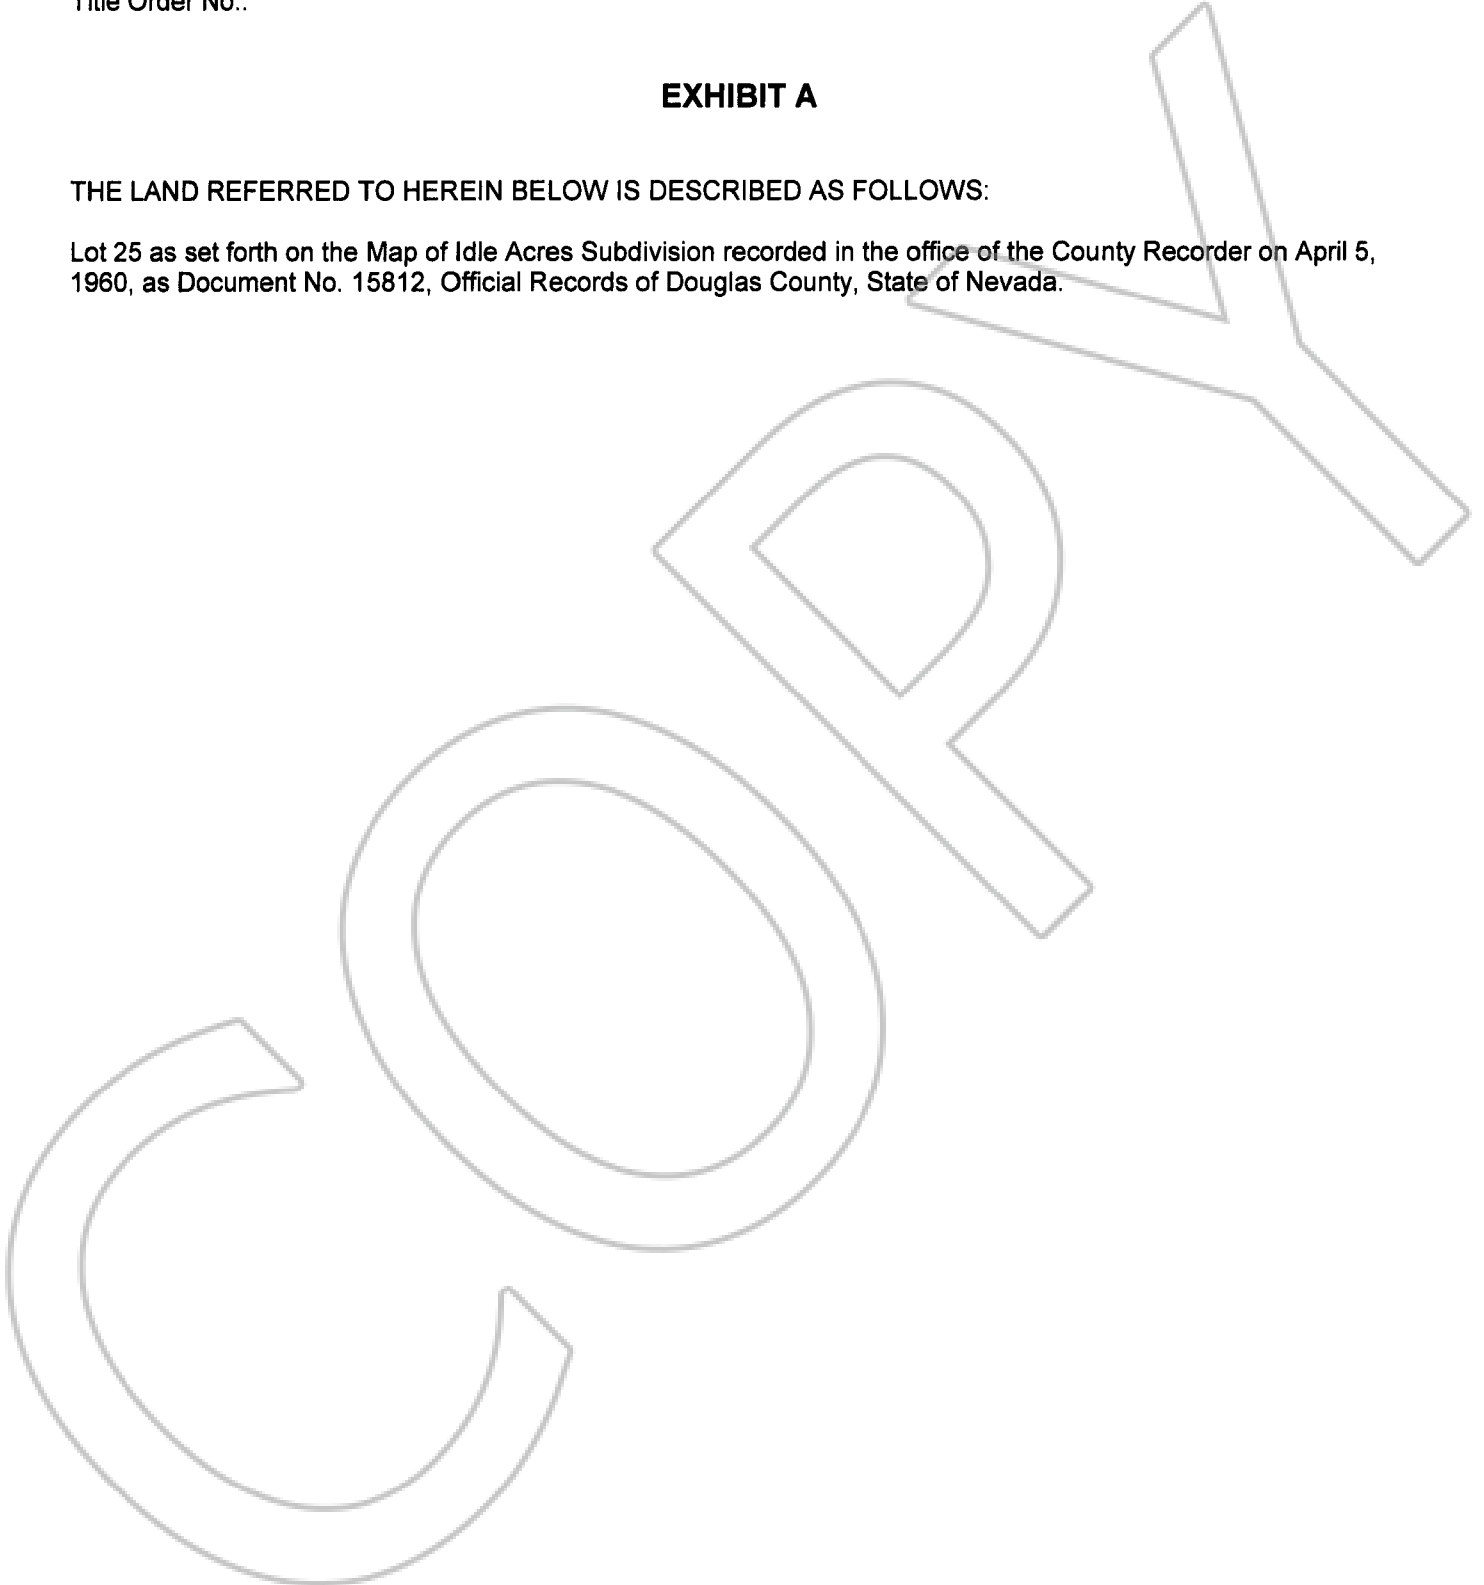 Title Order No.:
EXHIBIT A
THE LAND REFERRED TO HEREIN BELOW IS DESCRIBED AS FOLLOWS:
Lot 25 as set forth on the Map of Idle Acres Subdivision recorded in the office of the County Recorder on April 5,
1960, as Document No. 15812, Official Records of Douglas County, State of Nevada.
COPY